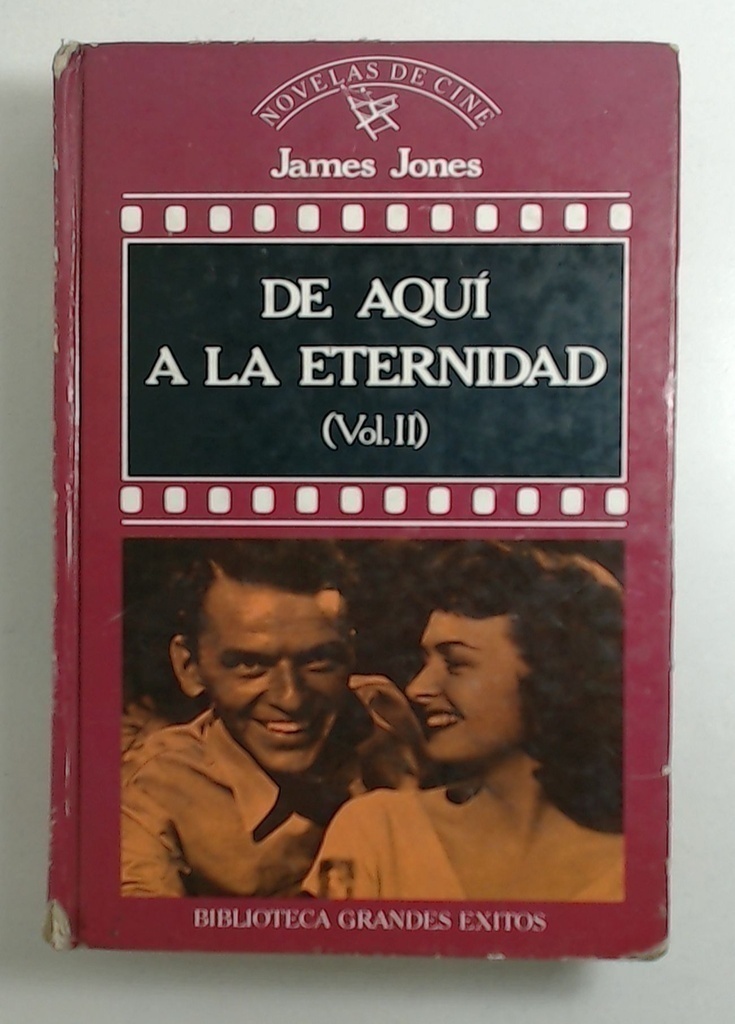 NOVELAS DE CINE
James Jones
DE AQUÍ
A LA ETERNIDAD
(Vol. II)
BIBLIOTECA GRANDES EXITOS